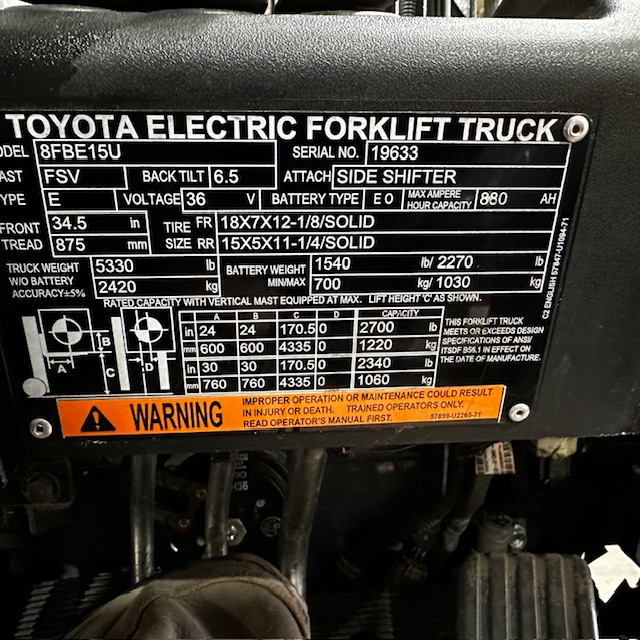 TOYOTA ELECTRIC FORKLIFT TRUCK
8FBE15U SERIAL NO. 19633
FSV BACK TILT 6.5 ATTACH SIDE SHIFTER
E VOLTAGE 36 V BATTERY TYPE E O MAX AMPERE HOUR CAPACITY 880 AH
FRONT 34.5 in TIRE FR 18X7X12-1/8/SOLID
TREAD 875 mm SIZE RR 15X5X11-1/4/SOLID
TRUCK WEIGHT 5330 lb BATTERY WEIGHT 1540 lb/ 2270 lb
W/O BATTERY 2420 kg MIN/MAX 700 kg/ 1030 kg
ACCURACY±5%
RATED CAPACITY WITH VERTICAL MAST EQUIPPED AT MAX. LIFT HEIGHT 'C' AS SHOWN.
A B C D CAPACITY
in 24 24 170.5 0 2700 lb
mm 600 600 4335 0 1220 kg
in 30 30 170.5 0 2340 lb
mm 760 760 4335 0 1060 kg
A B C D
THIS FORKLIFT TRUCK
MEETS OR EXCEEDS DESIGN
SPECIFICATIONS OF ANSI/
ITSDF B56.1 IN EFFECT ON
THE DATE OF MANUFACTURE.
C2 ENGLISH 57847-U1094-71
WARNING
IMPROPER OPERATION OR MAINTENANCE COULD RESULT
IN INJURY OR DEATH. TRAINED OPERATORS ONLY.
READ OPERATOR'S MANUAL FIRST. 57899-U2260-71